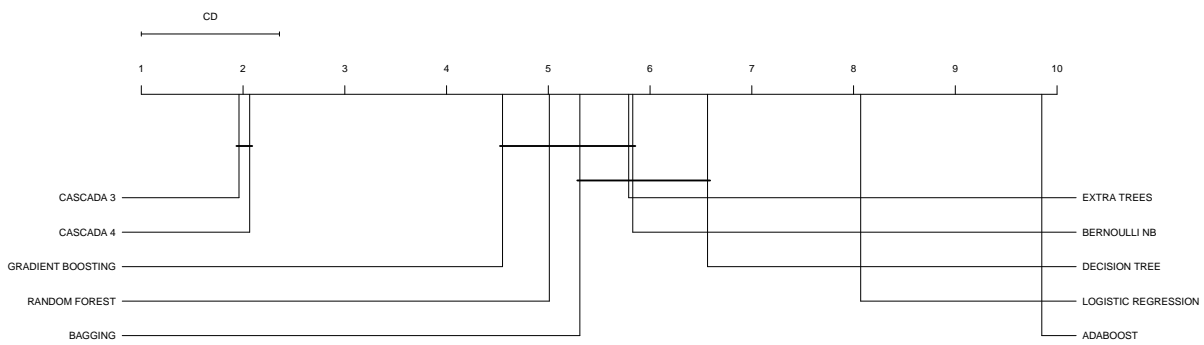 CD
1 2 3 4 5 6 7 8 9 10
CASCADA 3
CASCADA 4
GRADIENT BOOSTING
RANDOM FOREST
BAGGING
EXTRA TREES
BERNOULLI NB
DECISION TREE
LOGISTIC REGRESSION
ADABOOST